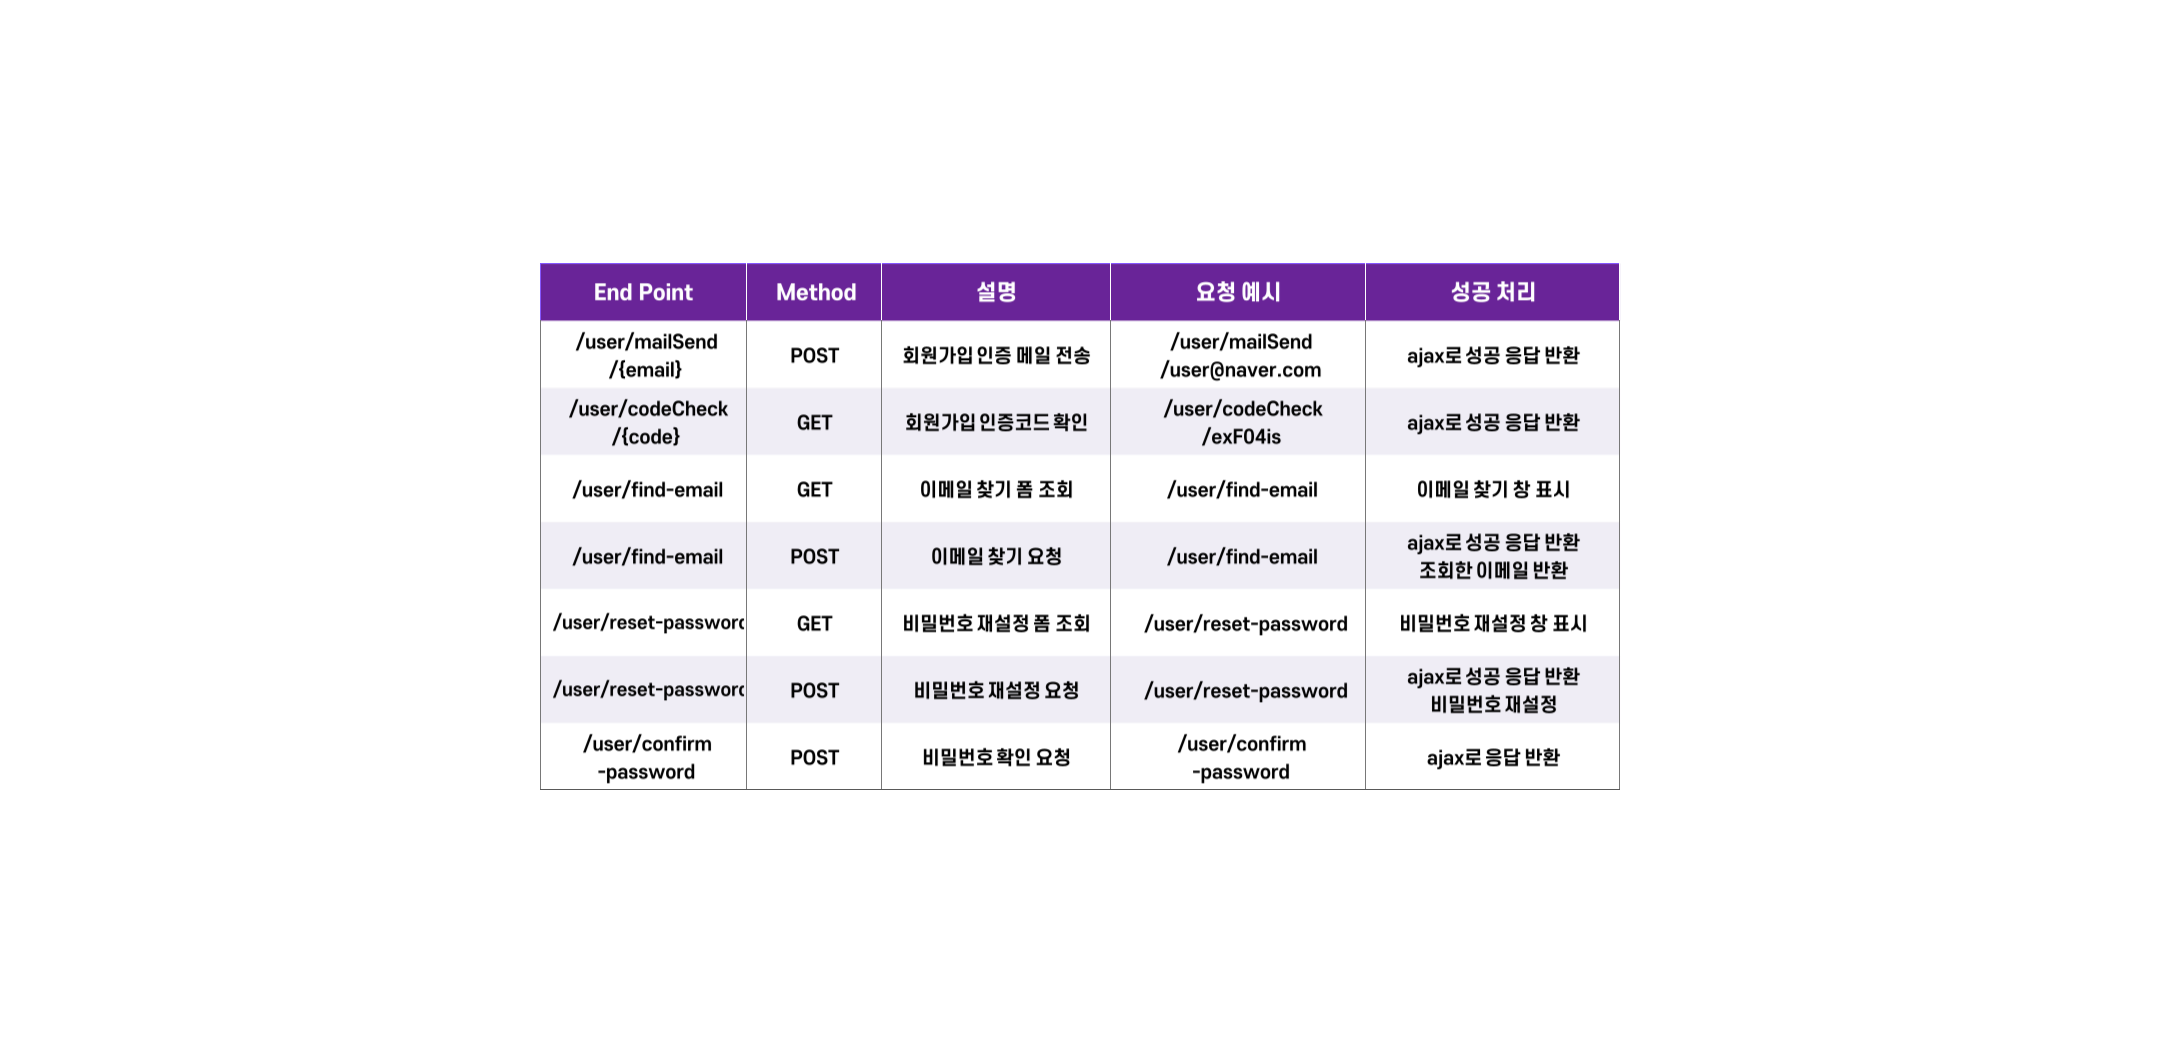 End Point Method 설명 요청 예시 성공 처리
/user/mailSend
/{email}
POST
회원가입 인증 메일 전송
/user/mailSend
/user@naver.com
ajax로 성공 응답 반환
/user/codeCheck
/{code}
GET
회원가입 인증코드 확인
/user/codeCheck
/exF04is
ajax로 성공 응답 반환
/user/find-email
GET
이메일 찾기 폼 조회
/user/find-email
이메일 찾기 창 표시
/user/find-email
POST
이메일 찾기 요청
/user/find-email
ajax로 성공 응답 반환
조회한 이메일 반환
/user/reset-password
GET
비밀번호 재설정 폼 조회
/user/reset-password
비밀번호 재설정 창 표시
/user/reset-password
POST
비밀번호 재설정 요청
/user/reset-password
ajax로 성공 응답 반환
비밀번호 재설정
/user/confirm
-password
POST
비밀번호 확인 요청
/user/confirm
-password
ajax로 응답 반환